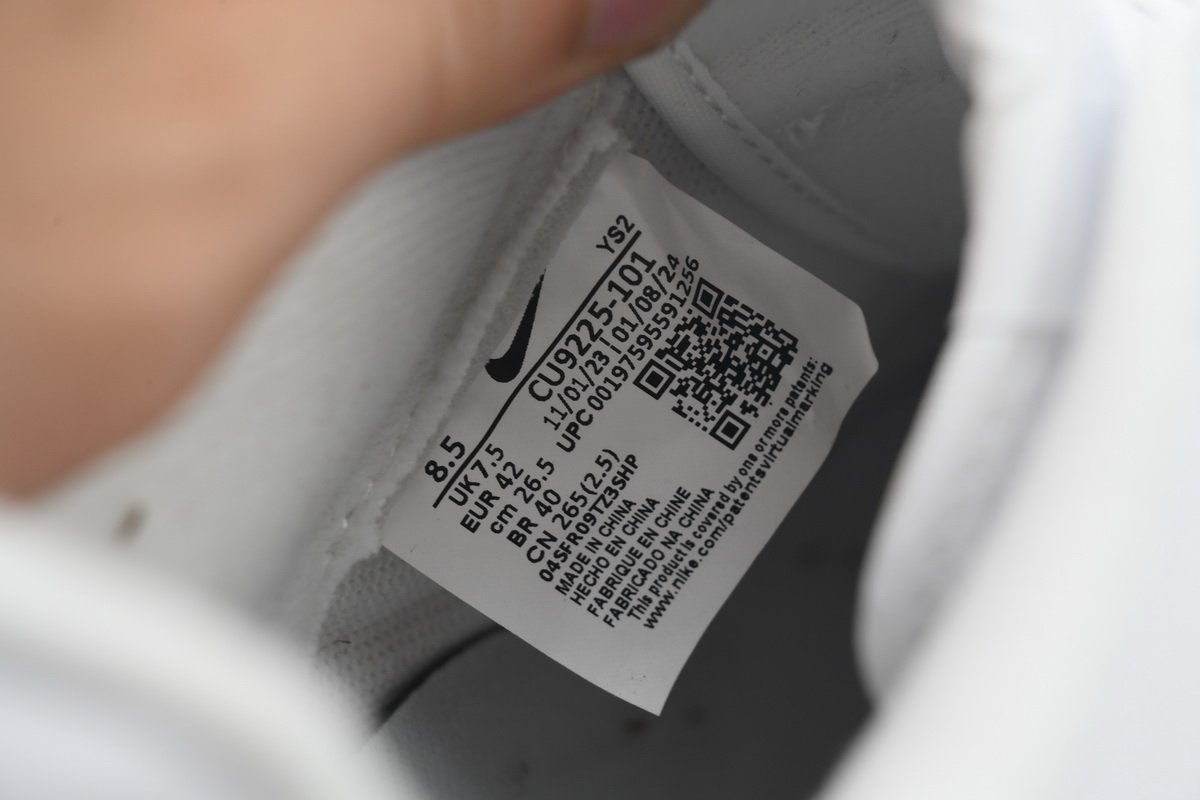 8.5 YS2
UK 7.5 CU9225-101
EUR 42 11/01/23 | 01/08/24
cm 26.5 UPC 00197595591256
BR 40
CN 265(2.5)
04SFR09TZ3SHP
MADE IN CHINA
HECHO EN CHINA
FABRIQUE EN CHINE
FABRICADO NA CHINA
This product is covered by one or more patents:
www.nike.com/patentsvirtualmarking